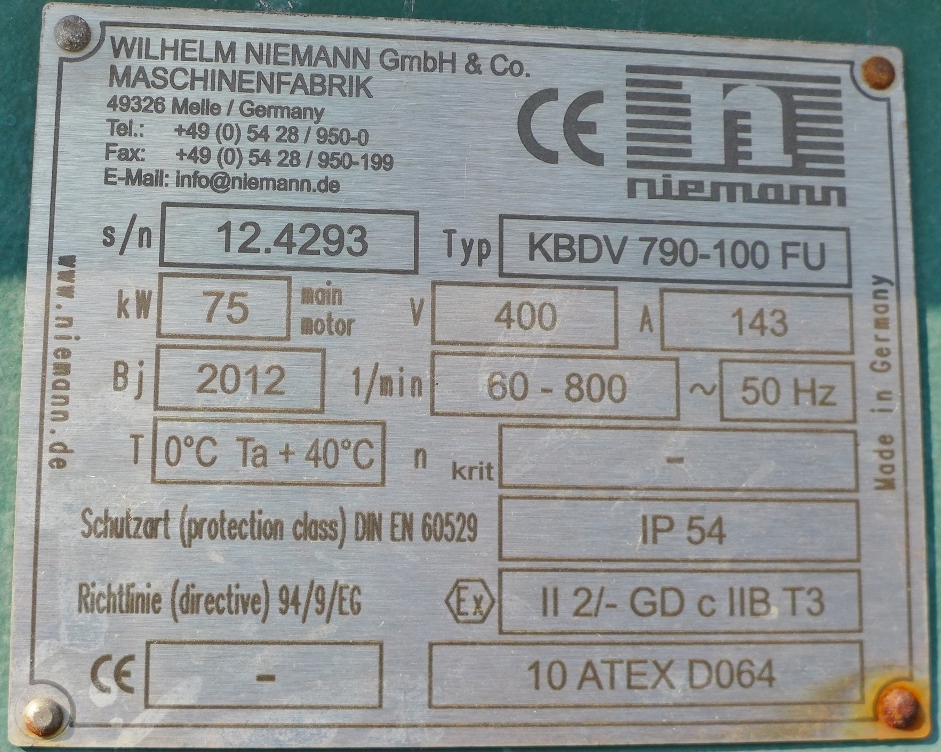 WILHELM NIEMANN GmbH & Co.
MASCHINENFABRIK
49326 Melle / Germany
Tel.: +49 (0) 54 28 / 950-0
Fax: +49 (0) 54 28 / 950-199
E-Mail: info@niemann.de
CE
niemann
s/n 12.4293 Typ KBDV 790-100 FU
kW 75 main motor V 400 A 143
Bj 2012 1/min 60 - 800 ~ 50 Hz
T 0°C Ta + 40°C n krit -
Schutzart (protection class) DIN EN 60529 IP 54
Richtlinie (directive) 94/9/EG Ex II 2/- GD c IIB T3
CE - 10 ATEX D064
www.niemann.de
Made in Germany